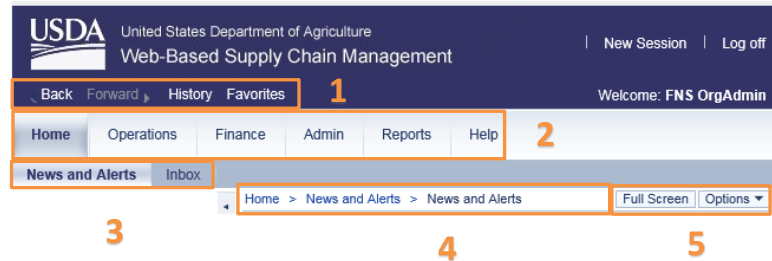 USDA United States Department of Agriculture
Web-Based Supply Chain Management
New Session Log off
Back Forward History Favorites 1 Welcome: FNS OrgAdmin
Home Operations Finance Admin Reports Help 2
News and Alerts Inbox
Home > News and Alerts > News and Alerts Full Screen Options
3 4 5